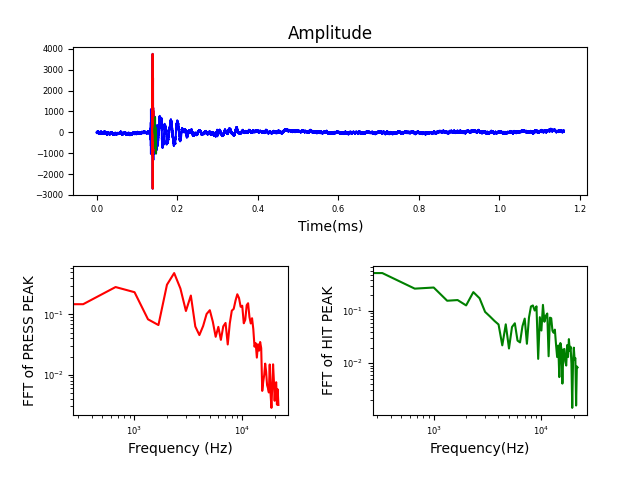 Amplitude
4000
3000
2000
1000
0
−1000
−2000
−3000
0.0 0.2 0.4 0.6 0.8 1.0 1.2
Time(ms)
FFT of PRESS PEAK
10⁻¹
10⁻²
10³ 10⁴
Frequency (Hz)
FFT of HIT PEAK
10⁻¹
10⁻²
10³ 10⁴
Frequency(Hz)